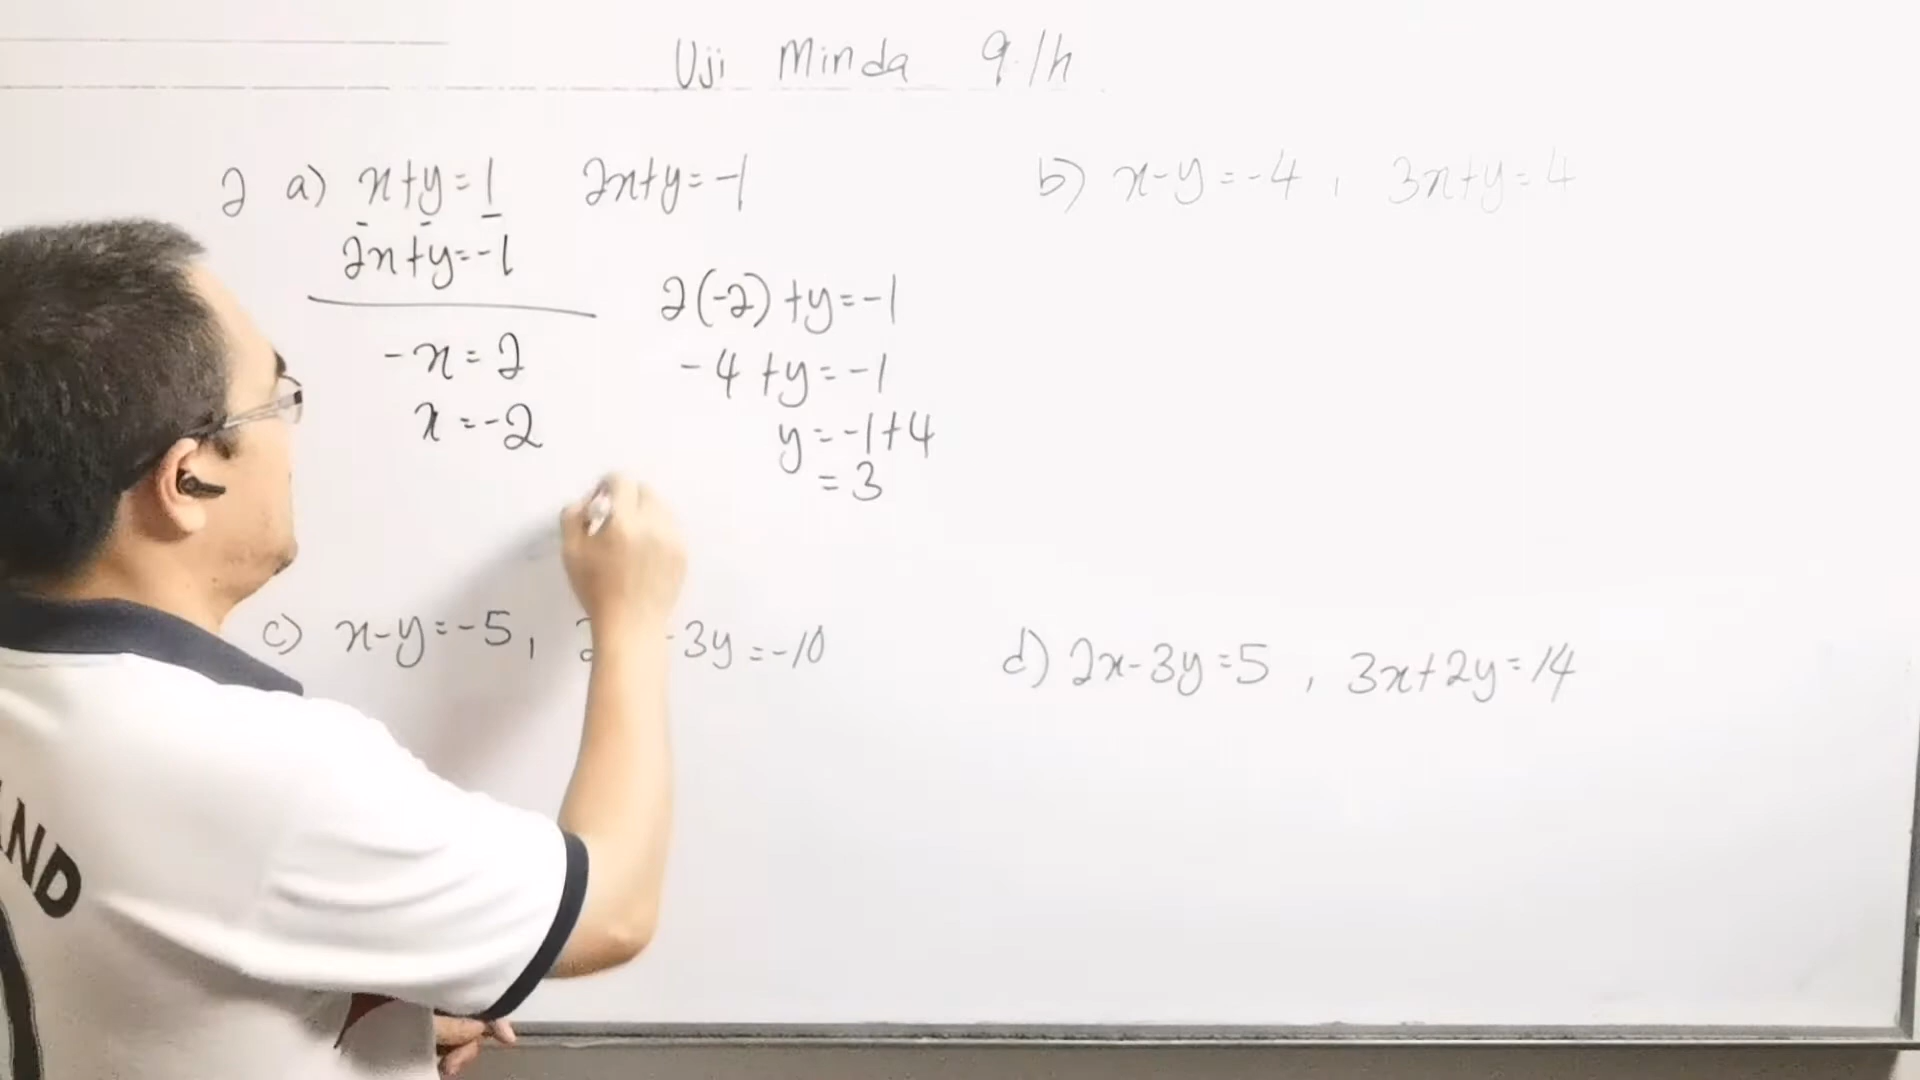 Uji Minda 9.1h
2 a) x+y=1 2x+y=-1
2x+y=-1
-x=2
x=-2
2(-2)+y=-1
-4+y=-1
y=-1+4
=3
b) x-y=-4, 3x+y=4
c) x-y=-5, 3y=-10
d) 2x-3y=5, 3x+2y=14
ND